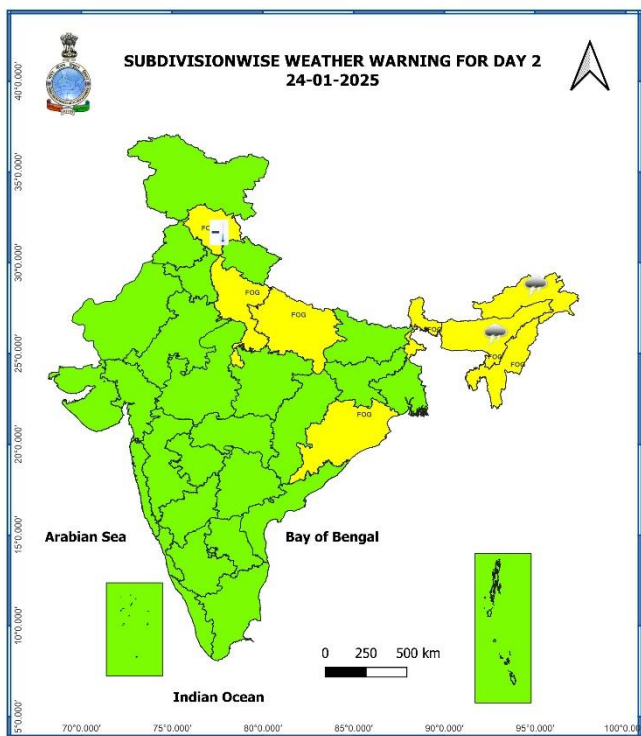 SUBDIVISIONWISE WEATHER WARNING FOR DAY 2
24-01-2025
40°0.000'
35°0.000'
30°0.000'
25°0.000'
20°0.000'
15°0.000'
10°0.000'
5°0.000'
FOG
FOG
FOG
FOG
FOG
FOG
Arabian Sea
Bay of Bengal
0 250 500 km
Indian Ocean
70°0.000' 75°0.000' 80°0.000' 85°0.000' 90°0.000' 95°0.000' 100°0.00